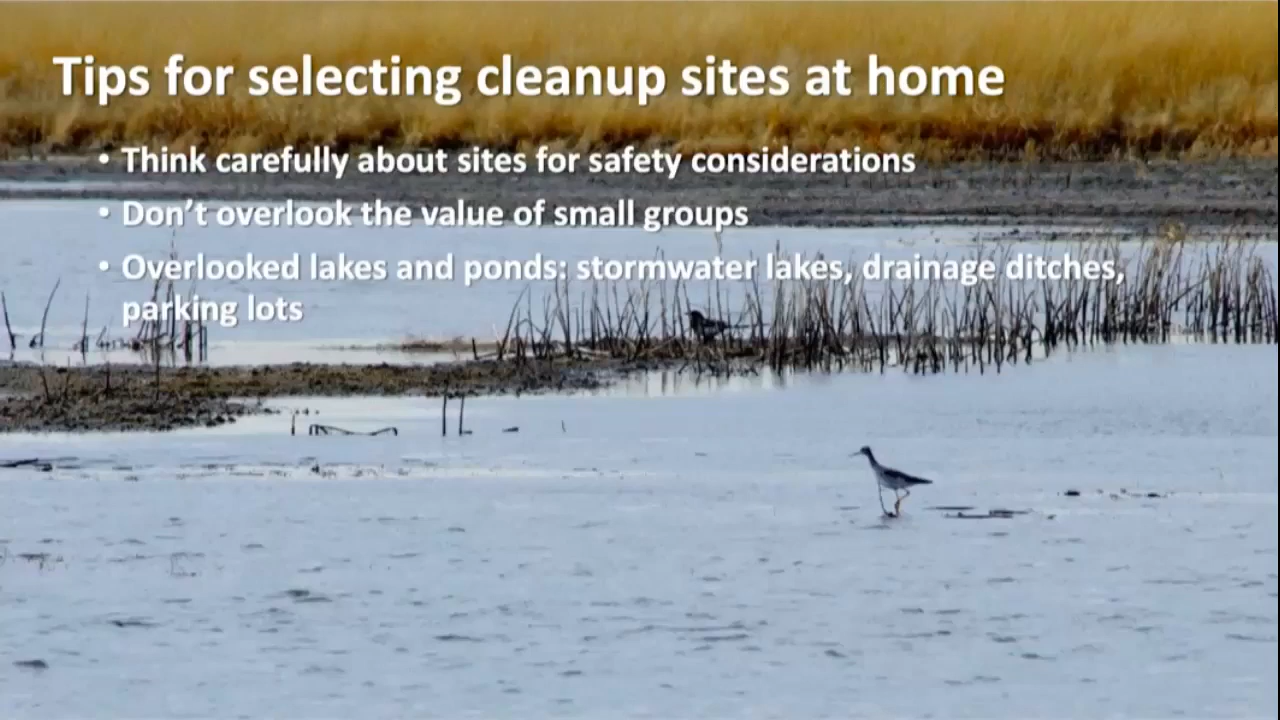 Tips for selecting cleanup sites at home
• Think carefully about sites for safety considerations
• Don’t overlook the value of small groups
• Overlooked lakes and ponds: stormwater lakes, drainage ditches,
parking lots